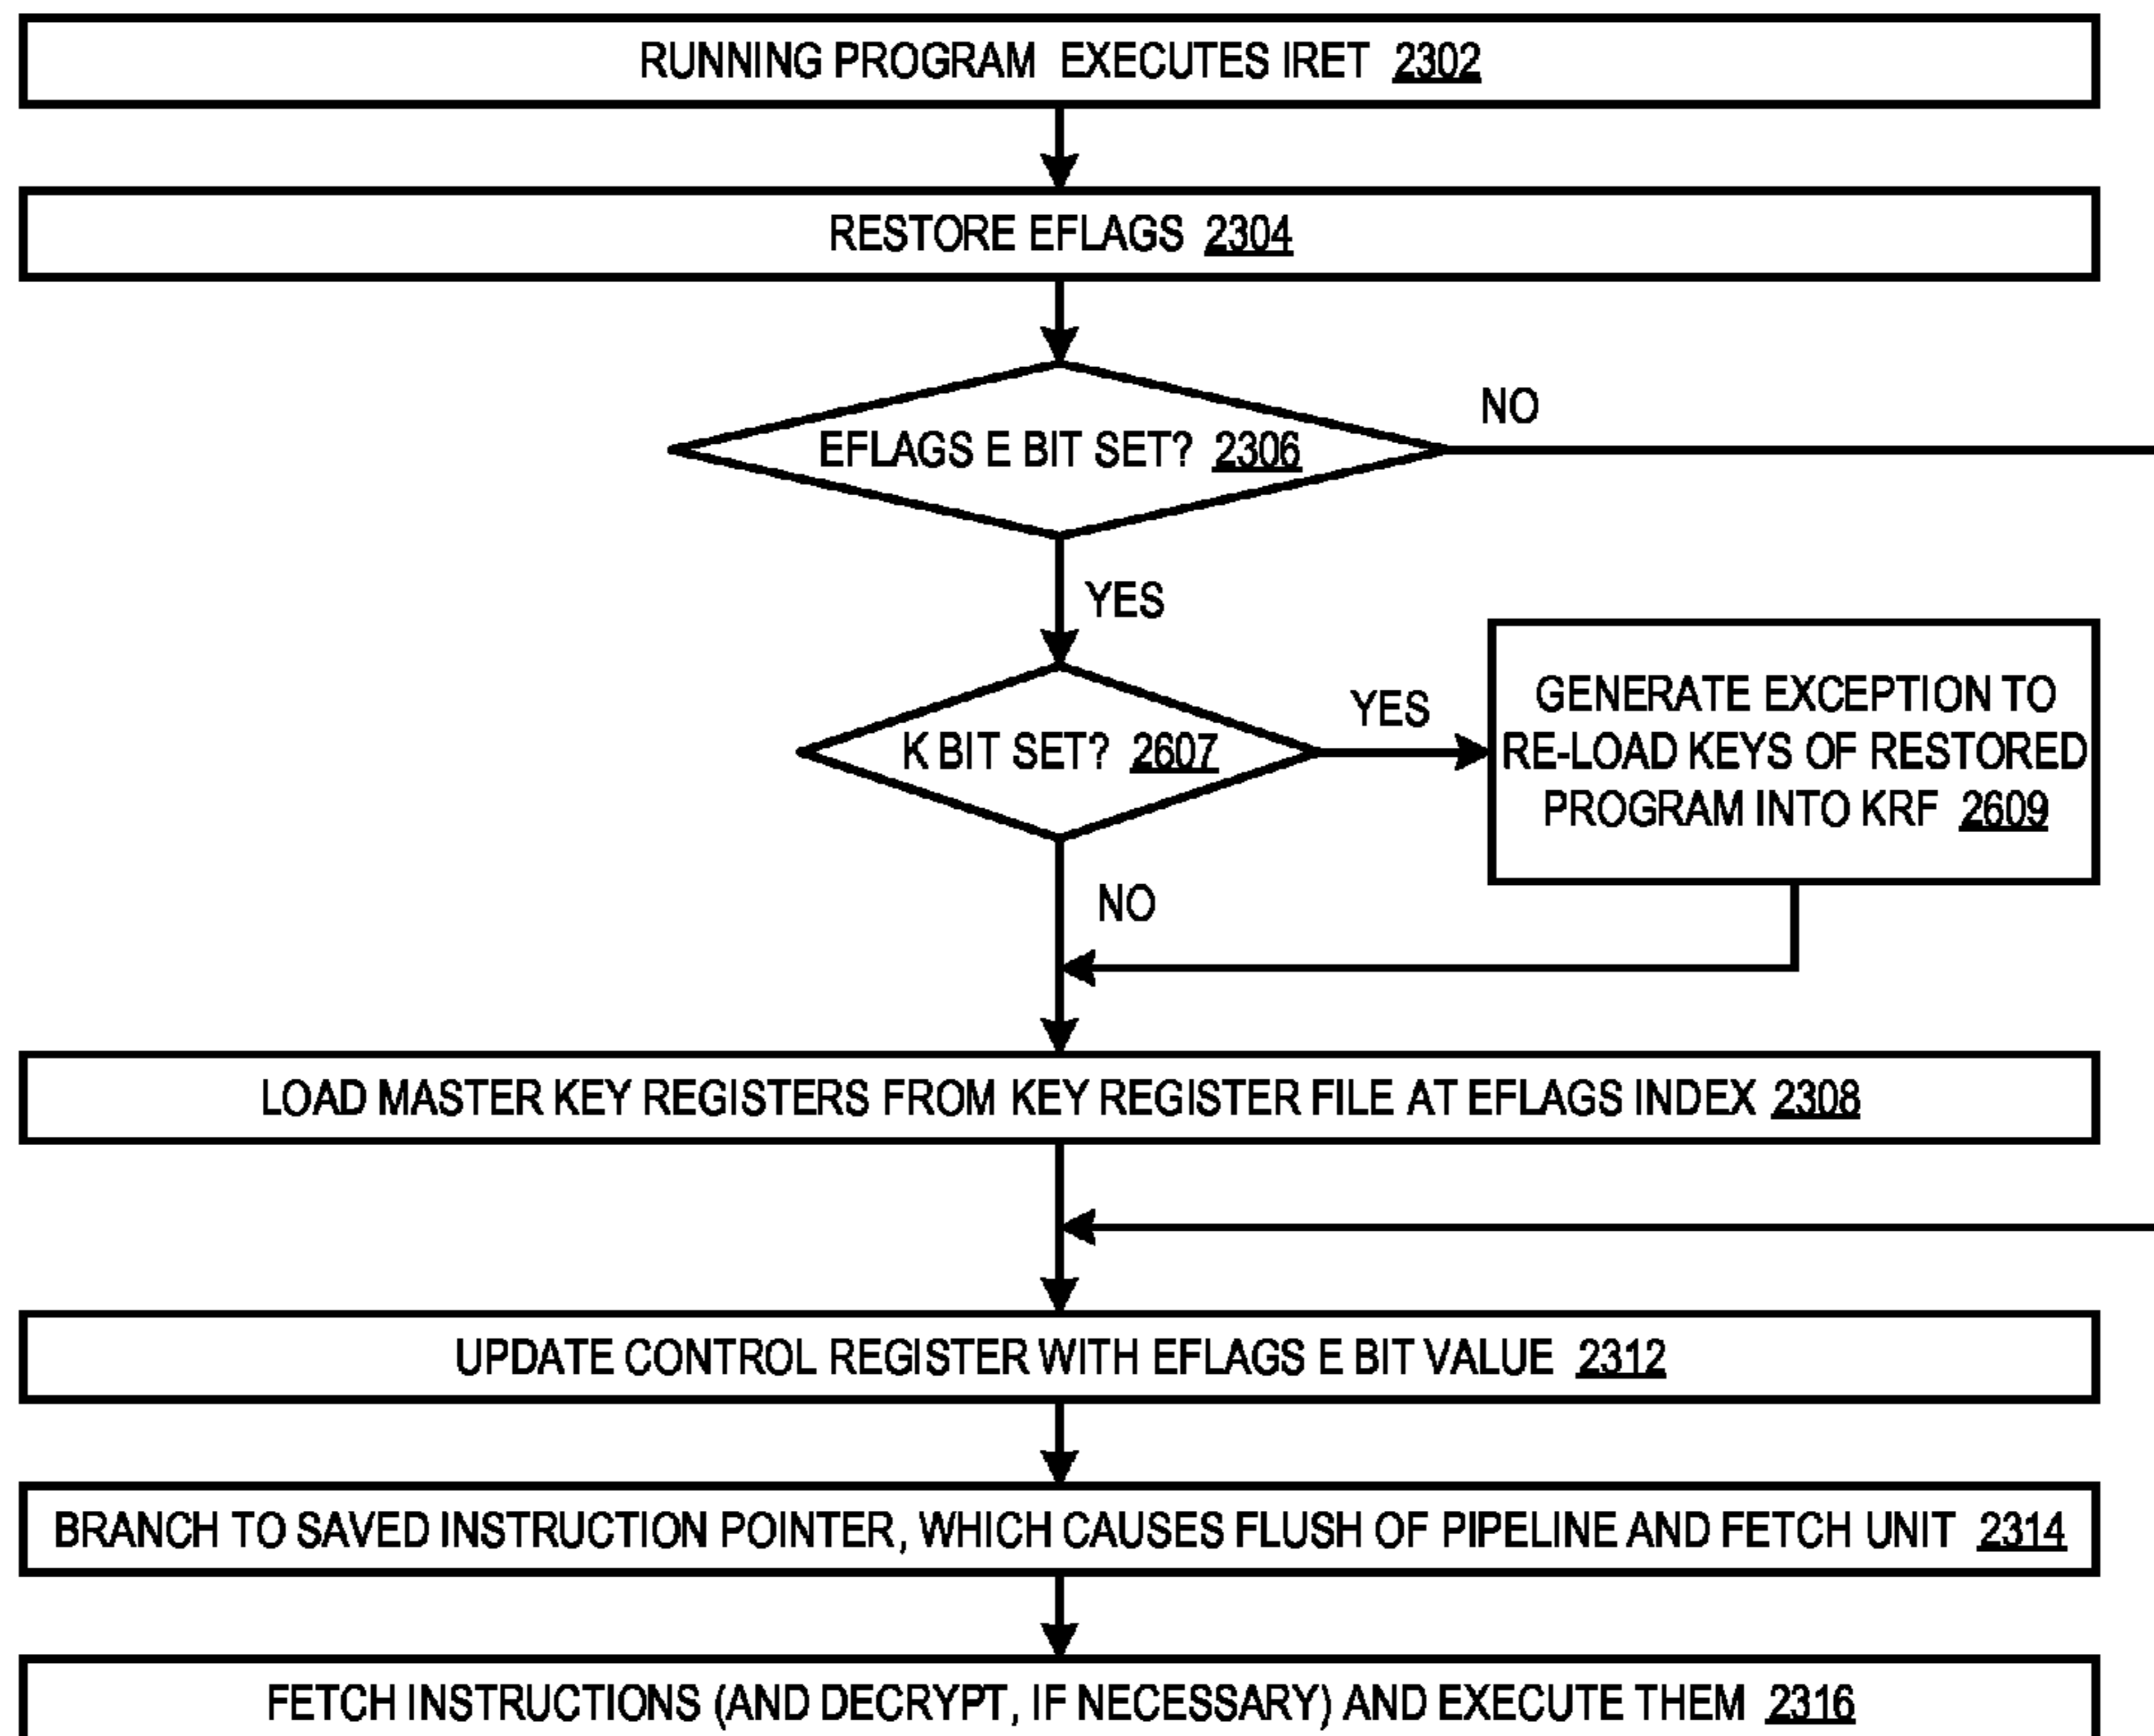 RUNNING PROGRAM EXECUTES IRET 2302
RESTORE EFLAGS 2304
NO
EFLAGS E BIT SET? 2306
YES
YES
K BIT SET? 2607
GENERATE EXCEPTION TO
RE-LOAD KEYS OF RESTORED
PROGRAM INTO KRF 2609
NO
LOAD MASTER KEY REGISTERS FROM KEY REGISTER FILE AT EFLAGS INDEX 2308
UPDATE CONTROL REGISTER WITH EFLAGS E BIT VALUE 2312
BRANCH TO SAVED INSTRUCTION POINTER, WHICH CAUSES FLUSH OF PIPELINE AND FETCH UNIT 2314
FETCH INSTRUCTIONS (AND DECRYPT, IF NECESSARY) AND EXECUTE THEM 2316